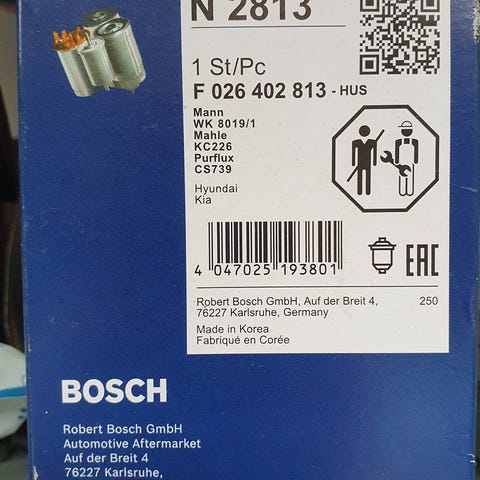 N 2813
1 St/Pc
F 026 402 813 - HUS
Mann
WK 8019/1
Mahle
KC226
Purflux
CS739
Hyundai
Kia
4 047025 193801
EAC
Robert Bosch GmbH, Auf der Breit 4, 250
76227 Karlsruhe, Germany
Made in Korea
Fabriqué en Corée
BOSCH
Robert Bosch GmbH
Automotive Aftermarket
Auf der Breit 4
76227 Karlsruhe,